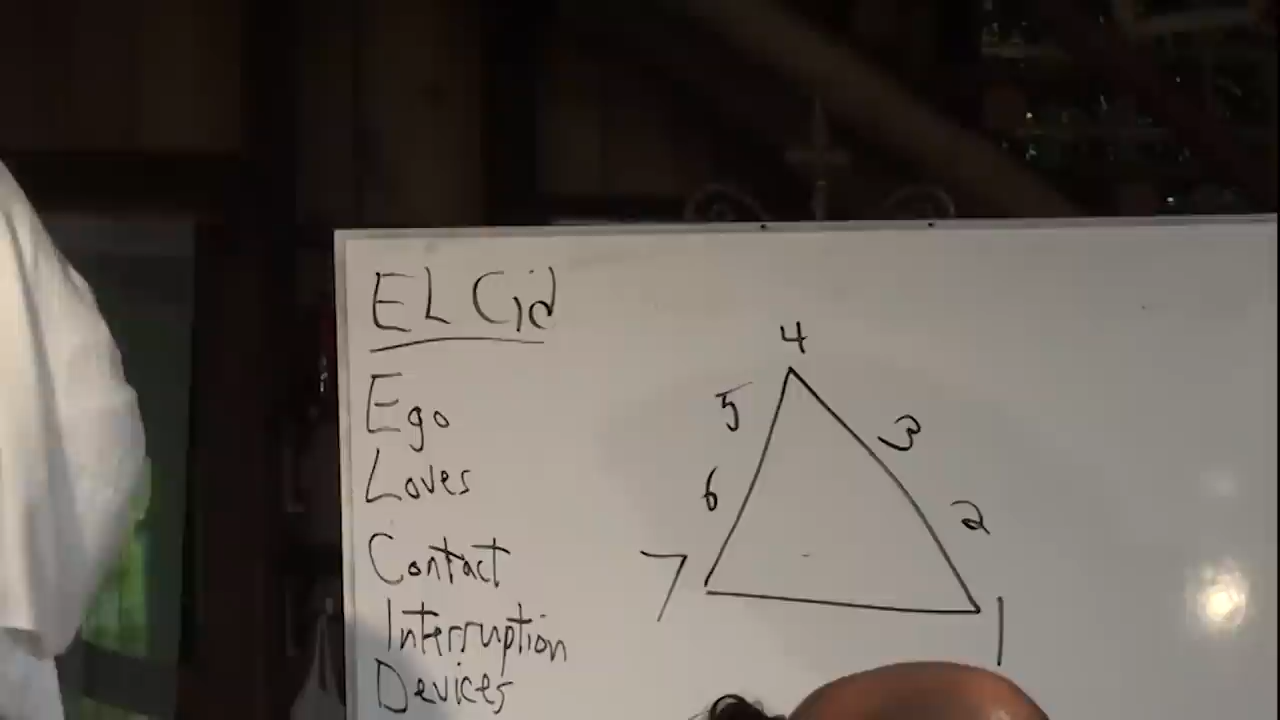 EL Cid
Ego
Loves
Contact
Interruption
Devices
4
5
3
6
2
7
1